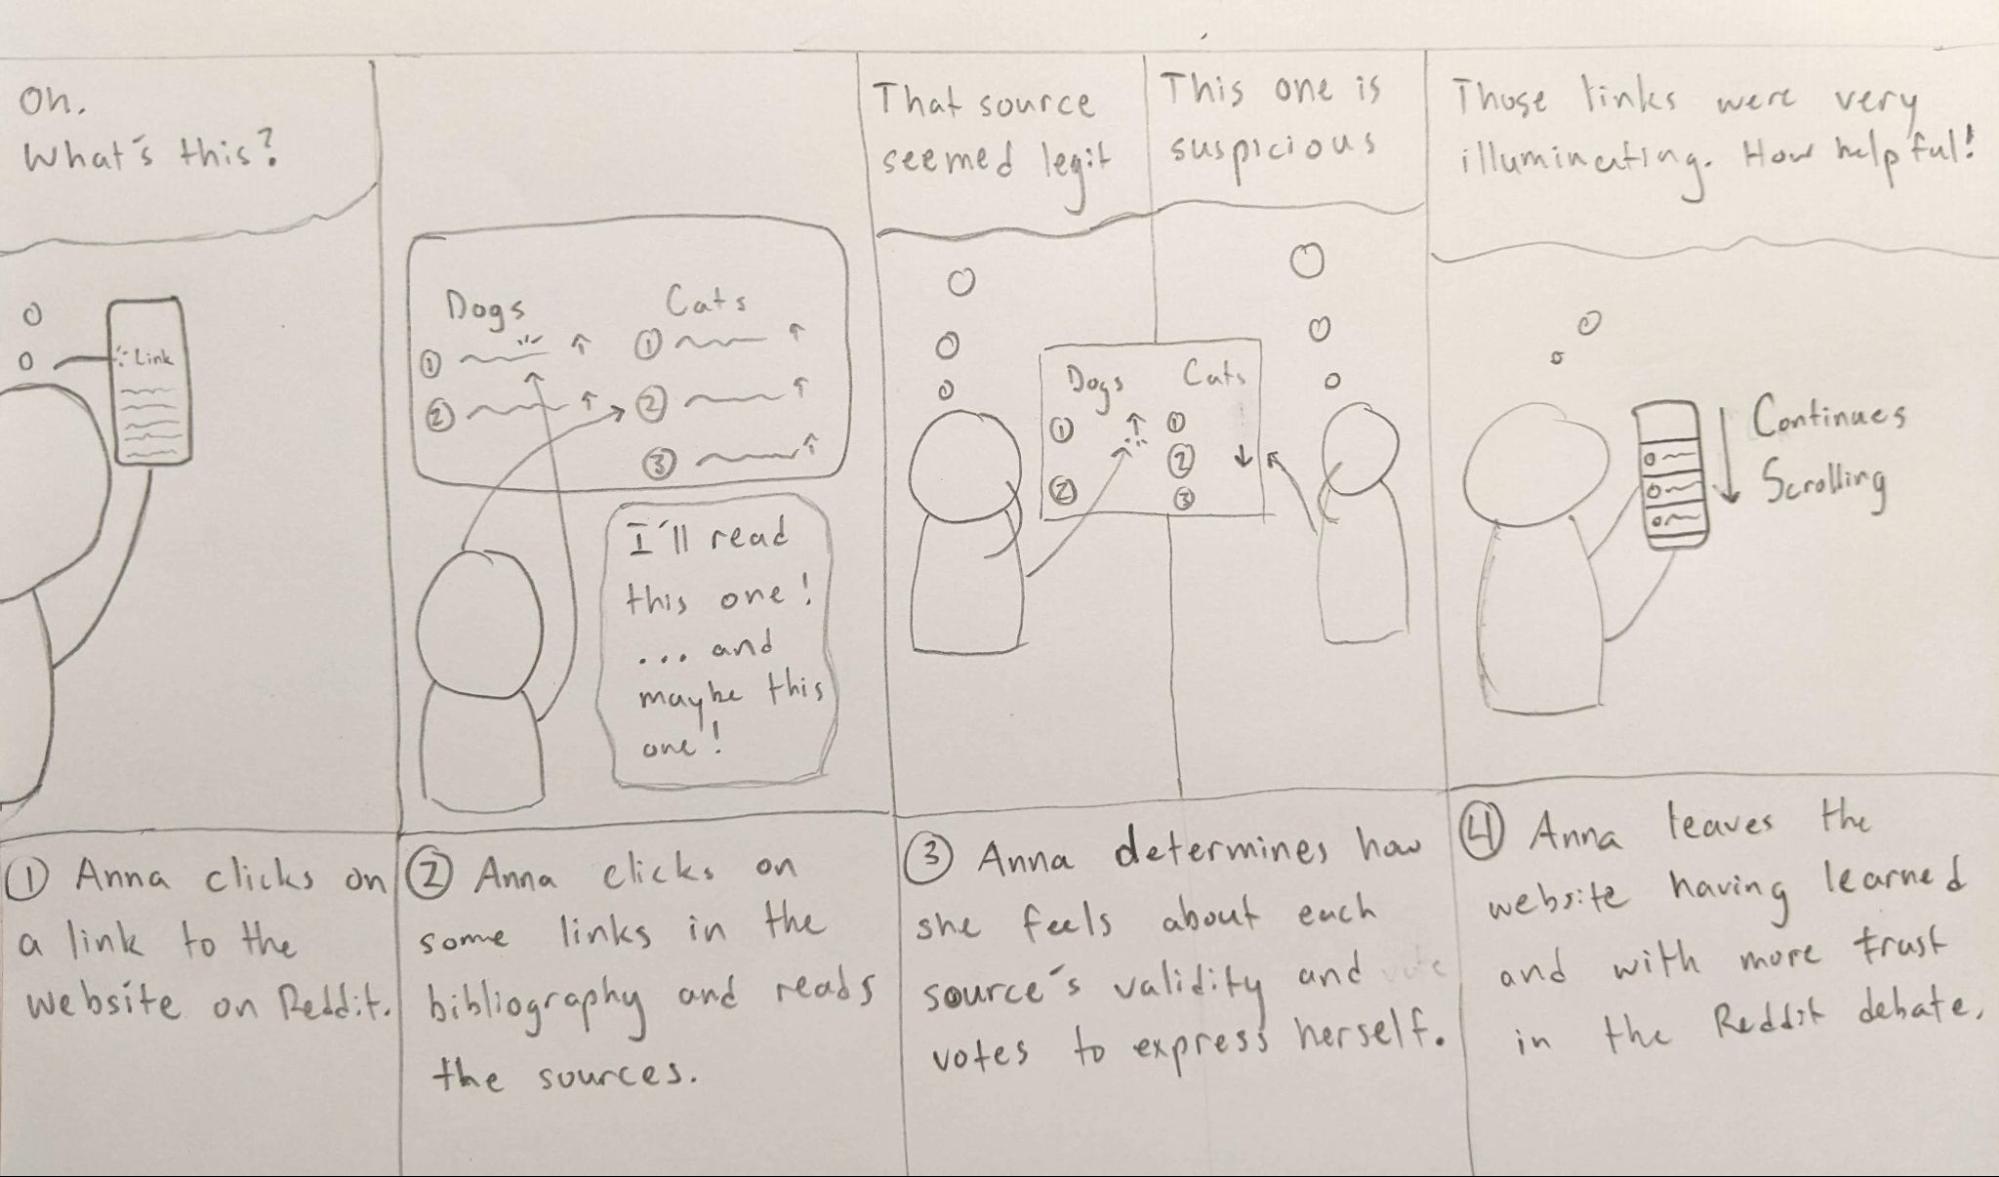 Oh.
What's this?
Link
① Anna clicks on
a link to the
website on Reddit.
Dogs
①
②
Cats
①
②
③
I'll read
this one!
... and
maybe this
one!
② Anna clicks on
some links in the
bibliography and reads
the sources.
That source
seemed legit
This one is
suspicious
Dogs
①
②
Cats
①
②
③
③ Anna determines how
she feels about each
source's validity and vote
votes to express herself.
Those links were very
illuminating. How helpful!
Continues
Scrolling
④ Anna leaves the
website having learned
and with more trust
in the Reddit debate.